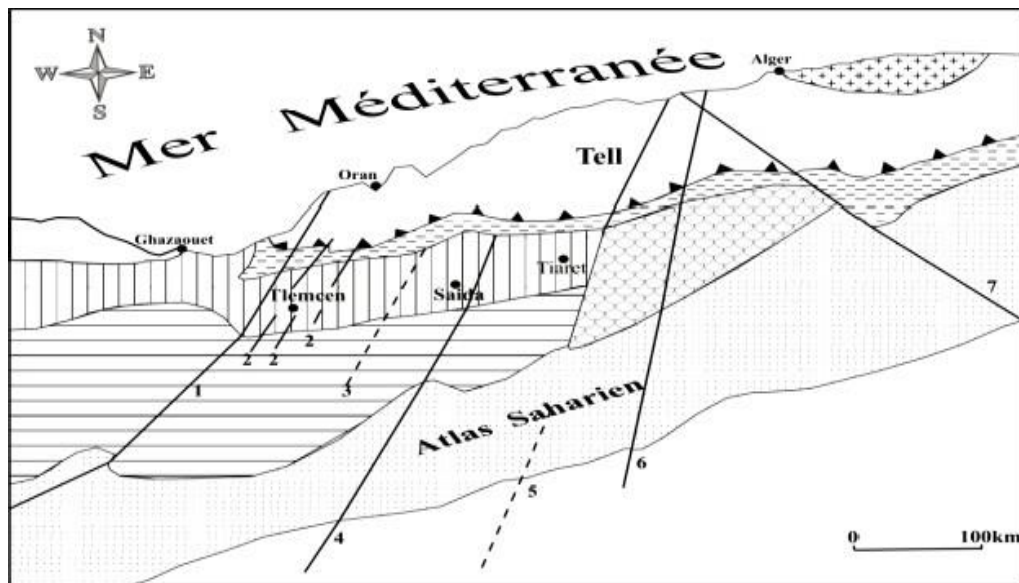 N
W E
S
Mer Méditerranée
Alger
Tell
Oran
Ghazaouet
Tiaret
Tlemcen
Saida
2
2 2
1
3
7
Atlas Saharien
6
5
4
0 100km